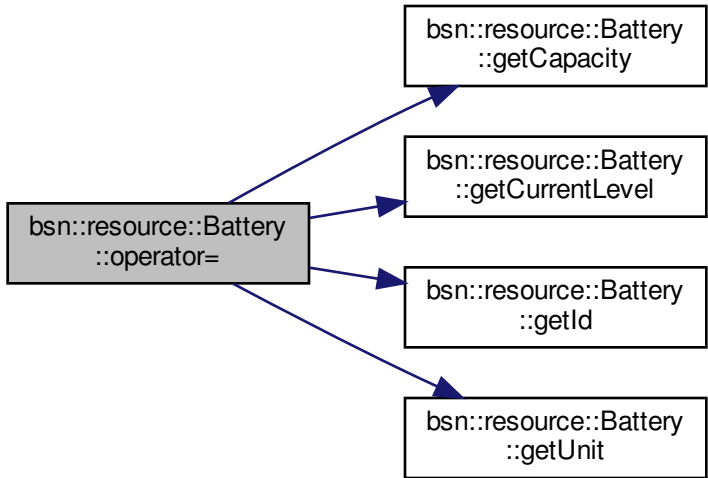 bsn::resource::Battery
::operator=
bsn::resource::Battery
::getCapacity
bsn::resource::Battery
::getCurrentLevel
bsn::resource::Battery
::getId
bsn::resource::Battery
::getUnit